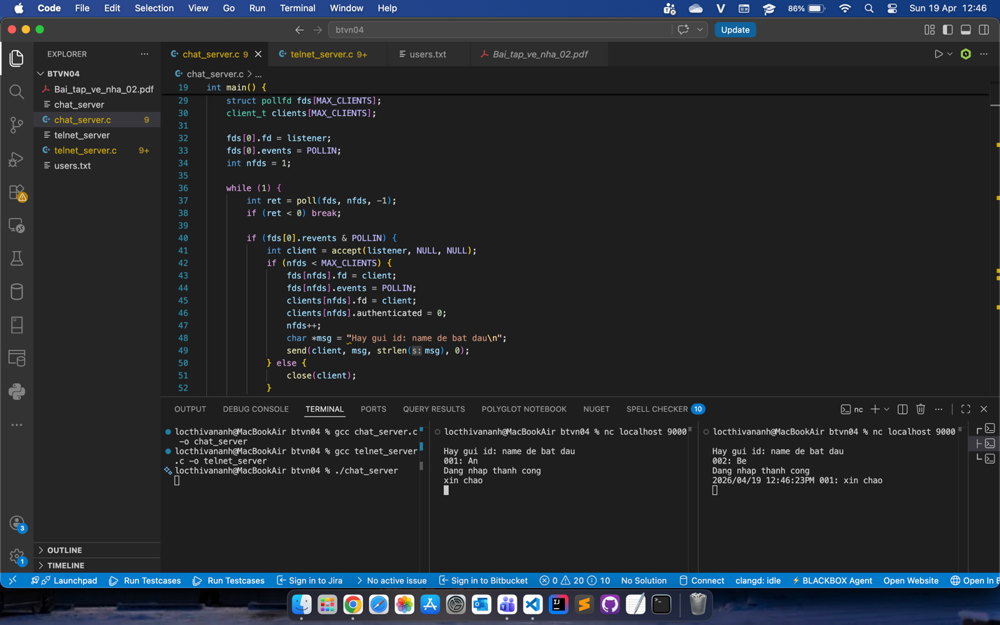 Code File Edit Selection View Go Run Terminal Window Help
86% Sun 19 Apr 12:46
btvn04
Update
EXPLORER
BTVN04
Bai_tap_ve_nha_02.pdf
chat_server
chat_server.c 9
telnet_server
telnet_server.c 9+
users.txt
OUTLINE
TIMELINE
3
1
chat_server.c 9
telnet_server.c 9+
users.txt
Bai_tap_ve_nha_02.pdf
chat_server.c > ...
19 int main() {
29 struct pollfd fds[MAX_CLIENTS];
30 client_t clients[MAX_CLIENTS];
31
32 fds[0].fd = listener;
33 fds[0].events = POLLIN;
34 int nfds = 1;
35
36 while (1) {
37 int ret = poll(fds, nfds, -1);
38 if (ret < 0) break;
39
40 if (fds[0].revents & POLLIN) {
41 int client = accept(listener, NULL, NULL);
42 if (nfds < MAX_CLIENTS) {
43 fds[nfds].fd = client;
44 fds[nfds].events = POLLIN;
45 clients[nfds].fd = client;
46 clients[nfds].authenticated = 0;
47 nfds++;
48 char *msg = "Hay gui id: name de bat dau\n";
49 send(client, msg, strlen(s: msg), 0);
50 } else {
51 close(client);
52 }
OUTPUT DEBUG CONSOLE TERMINAL PORTS QUERY RESULTS POLYGLOT NOTEBOOK NUGET SPELL CHECKER 10
nc
locthivananh@MacBookAir btvn04 % gcc chat_server.c
-o chat_server
locthivananh@MacBookAir btvn04 % gcc telnet_server
.c -o telnet_server
locthivananh@MacBookAir btvn04 % ./chat_server
locthivananh@MacBookAir btvn04 % nc localhost 9000
Hay gui id: name de bat dau
001: An
Dang nhap thanh cong
xin chao
locthivananh@MacBookAir btvn04 % nc localhost 9000
Hay gui id: name de bat dau
002: Be
Dang nhap thanh cong
2026/04/19 12:46:23PM 001: xin chao
Launchpad Run Testcases Run Testcases Sign in to Jira No active issue Sign in to Bitbucket 0 20 10 No Solution Connect clangd: idle BLACKBOX Agent Open Website Open In B